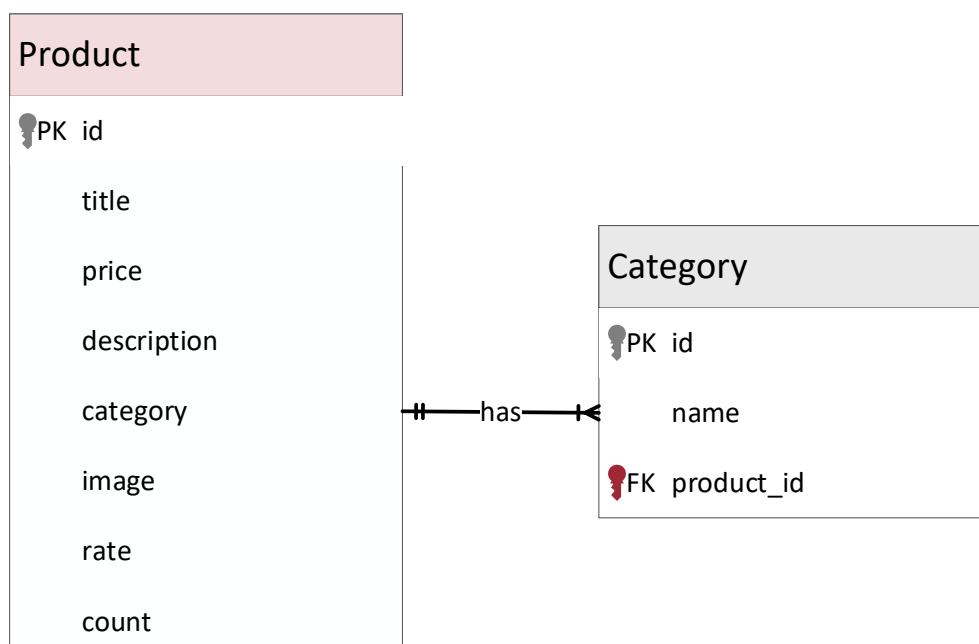 Product
PK id
title
price
description
category
image
rate
count
has
Category
PK id
name
FK product_id